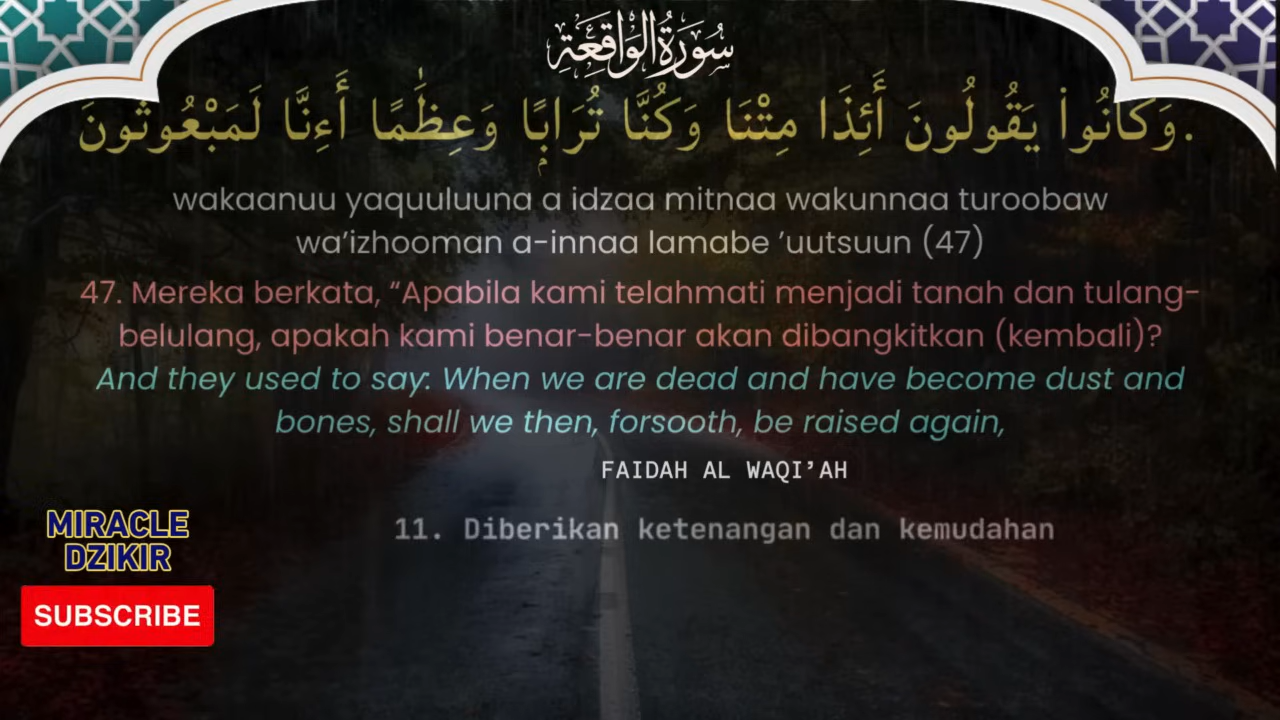 سُورَةُ الْوَاقِعَةِ
وَكَانُوا۟ يَقُولُونَ أَئِذَا مِتْنَا وَكُنَّا تُرَابًۭا وَعِظَٰمًا أَءِنَّا لَمَبْعُوثُونَ.
wakaanuu yaquuluuna a idzaa mitnaa wakunnaa turoobaw
wa’izhooman a-innaa lamabe ’uutsuun (47)
47. Mereka berkata, “Apabila kami telahmati menjadi tanah dan tulang-
belulang, apakah kami benar-benar akan dibangkitkan (kembali)?
And they used to say: When we are dead and have become dust and
bones, shall we then, forsooth, be raised again,
FAIDAH AL WAQI’AH
11. Diberikan ketenangan dan kemudahan
MIRACLE
DZIKIR
SUBSCRIBE